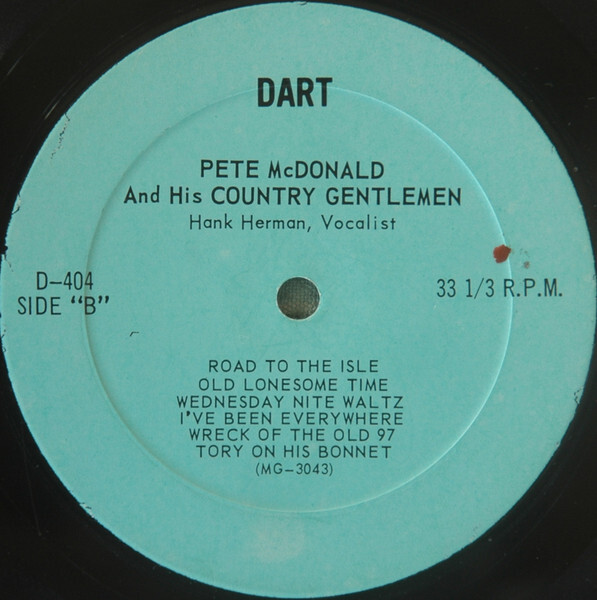 DART
PETE McDONALD
And His COUNTRY GENTLEMEN
Hank Herman, Vocalist
D-404
SIDE "B"
33 1/3 R.P.M.
ROAD TO THE ISLE
OLD LONESOME TIME
WEDNESDAY NITE WALTZ
I'VE BEEN EVERYWHERE
WRECK OF THE OLD 97
TORY ON HIS BONNET
(MG-3043)